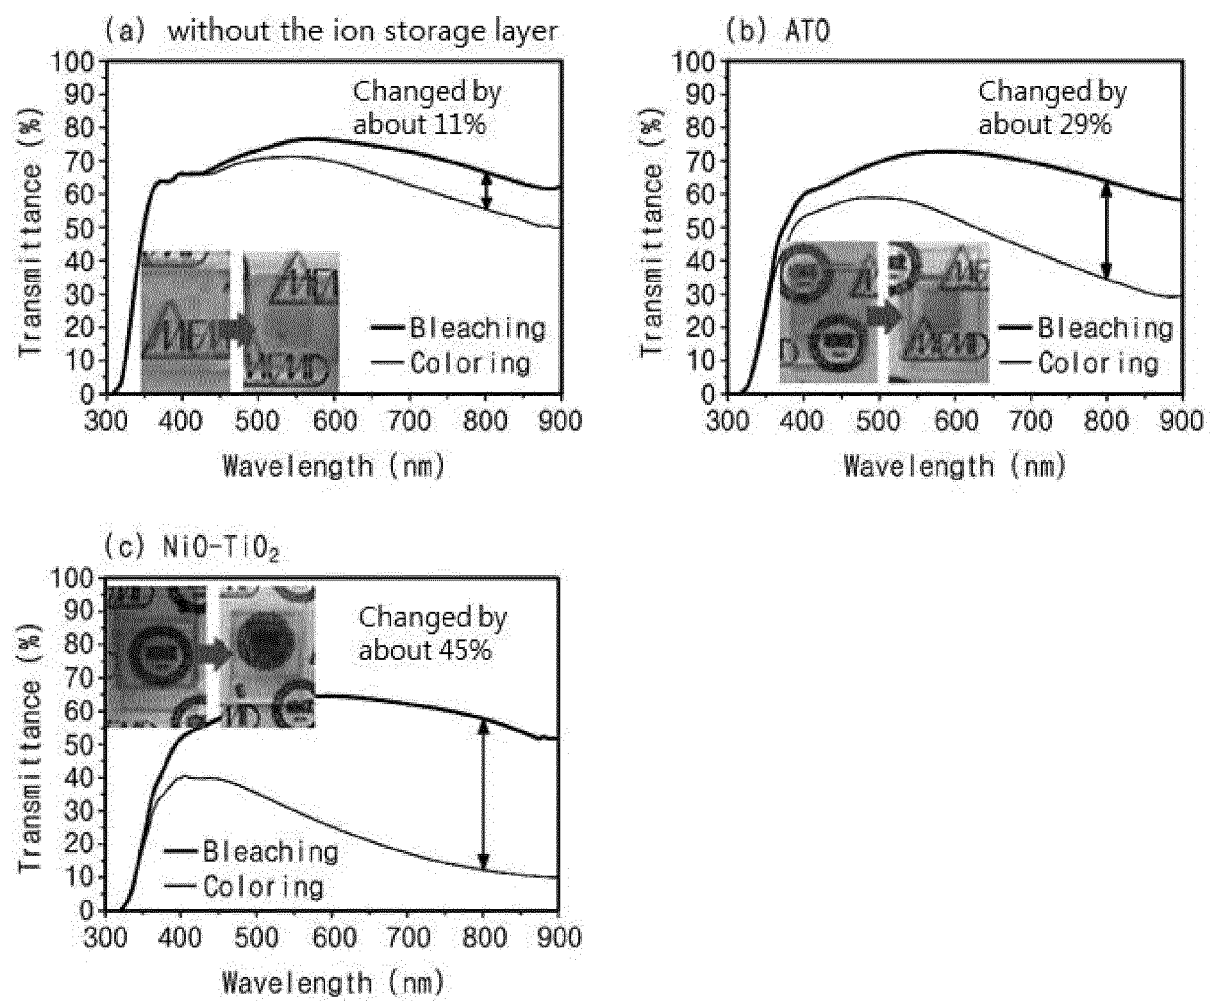 (a) without the ion storage layer
100
90
80
70
60
50
40
30
20
10
0
Transmittance (%)
Changed by
about 11%
Bleaching
Coloring
300 400 500 600 700 800 900
Wavelength (nm)
(b) ATO
100
90
80
70
60
50
40
30
20
10
0
Transmittance (%)
Changed by
about 29%
Bleaching
Coloring
300 400 500 600 700 800 900
Wavelength (nm)
(c) NiO-TiO₂
100
90
80
70
60
50
40
30
20
10
0
Transmittance (%)
Changed by
about 45%
Bleaching
Coloring
300 400 500 600 700 800 900
Wavelength (nm)